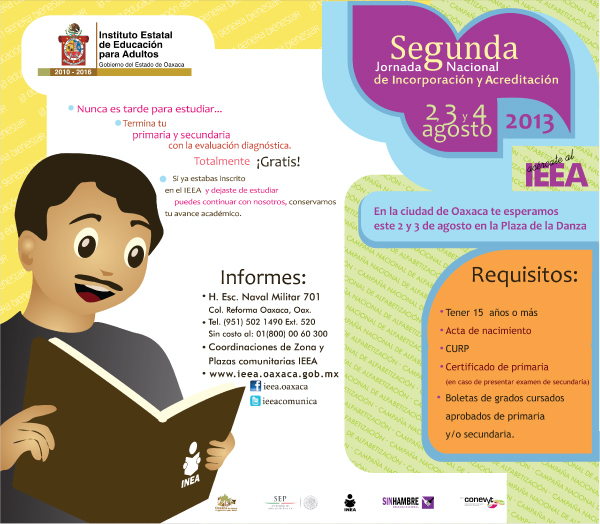 Instituto Estatal
de Educación
para Adultos
Gobierno del Estado de Oaxaca
2010 - 2016
Nunca es tarde para estudiar...
Termina tu
primaria y secundaria
con la evaluación diagnóstica.
Totalmente ¡Gratis!
Si ya estabas inscrito
en el IEEA y dejaste de estudiar
puedes continuar con nosotros, conservamos
tu avance académico.
Informes:
H. Esc. Naval Militar 701
Col. Reforma Oaxaca, Oax.
Tel. (951) 502 1490 Ext. 520
Sin costo al: 01(800) 00 60 300
Coordinaciones de Zona y
Plazas comunitarias IEEA
www.ieea.oaxaca.gob.mx
ieea.oaxaca
ieeacomunica
INEA
Segunda
Jornada Nacional
de Incorporación y Acreditación
2 3 y 4
agosto
2013
acércate al
IEEA
En la ciudad de Oaxaca te esperamos
este 2 y 3 de agosto en la Plaza de la Danza
Requisitos:
Tener 15 años o más
Acta de nacimiento
CURP
Certificado de primaria
(en caso de presentar examen de secundaria)
Boletas de grados cursados
aprobados de primaria
y/o secundaria.
CAMPAÑA NACIONAL DE ALFABETIZACIÓN
SEP
INEA
SINHAMBRE
conevyt